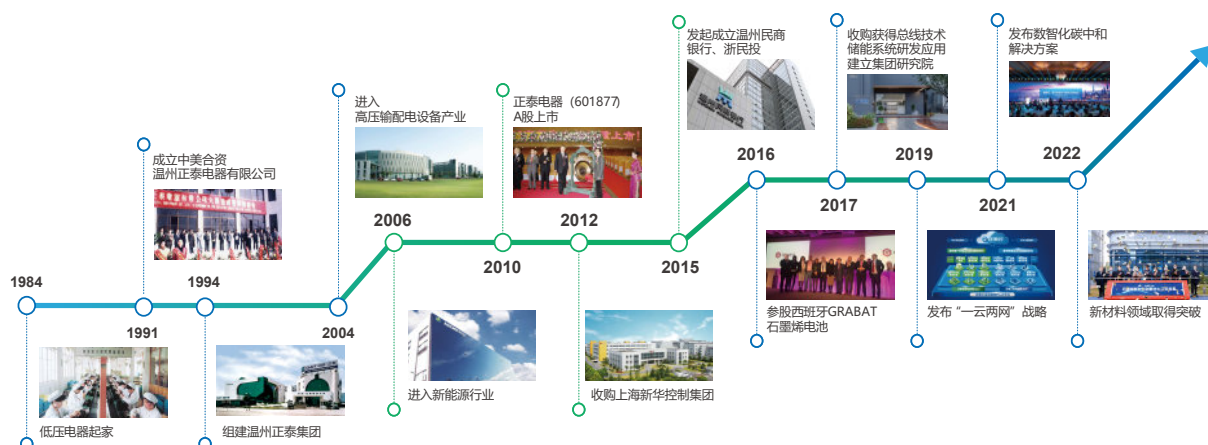 发起成立温州民商
银行、浙民投
收购获得总线技术
储能系统研发应用
建立集团研究院
发布数智化碳中和
解决方案
进入
高压输配电设备产业
正泰电器（601877）
A股上市
成立中美合资
温州正泰电器有限公司
2016
2019
2022
2006
2012
2017
2021
1984
1994
2010
2015
1991
2004
参股西班牙GRABAT
石墨烯电池
发布“一云两网”战略
新材料领域取得突破
进入新能源行业
收购上海新华控制集团
低压电器起家
组建温州正泰集团